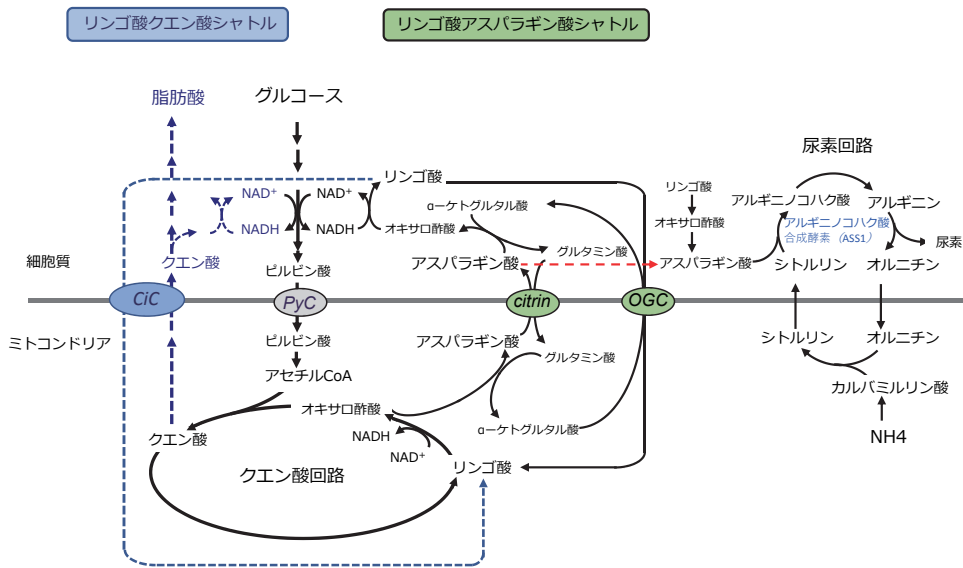 リンゴ酸クエン酸シャトル
リンゴ酸アスパラギン酸シャトル
脂肪酸
グルコース
尿素回路
リンゴ酸
NAD⁺
NAD⁺
NADH
NADH
オキサロ酢酸
αーケトグルタル酸
グルタミン酸
アスパラギン酸
リンゴ酸
オキサロ酢酸
アスパラギン酸
アルギニノコハク酸
アルギニン
アルギニノコハク酸
合成酵素（ASS1）
尿素
シトルリン
オルニチン
クエン酸
ピルビン酸
細胞質
CiC
PyC
citrin
OGC
ミトコンドリア
ピルビン酸
アスパラギン酸
グルタミン酸
シトルリン
オルニチン
アセチルCoA
カルバミルリン酸
オキサロ酢酸
αーケトグルタル酸
NH4
クエン酸
NADH
NAD⁺
リンゴ酸
クエン酸回路